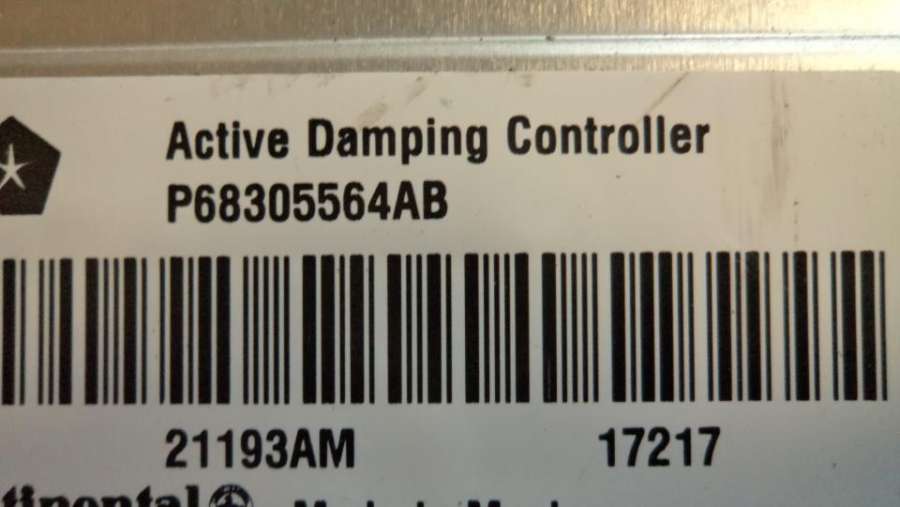 Active Damping Controller
P68305564AB
21193AM 17217